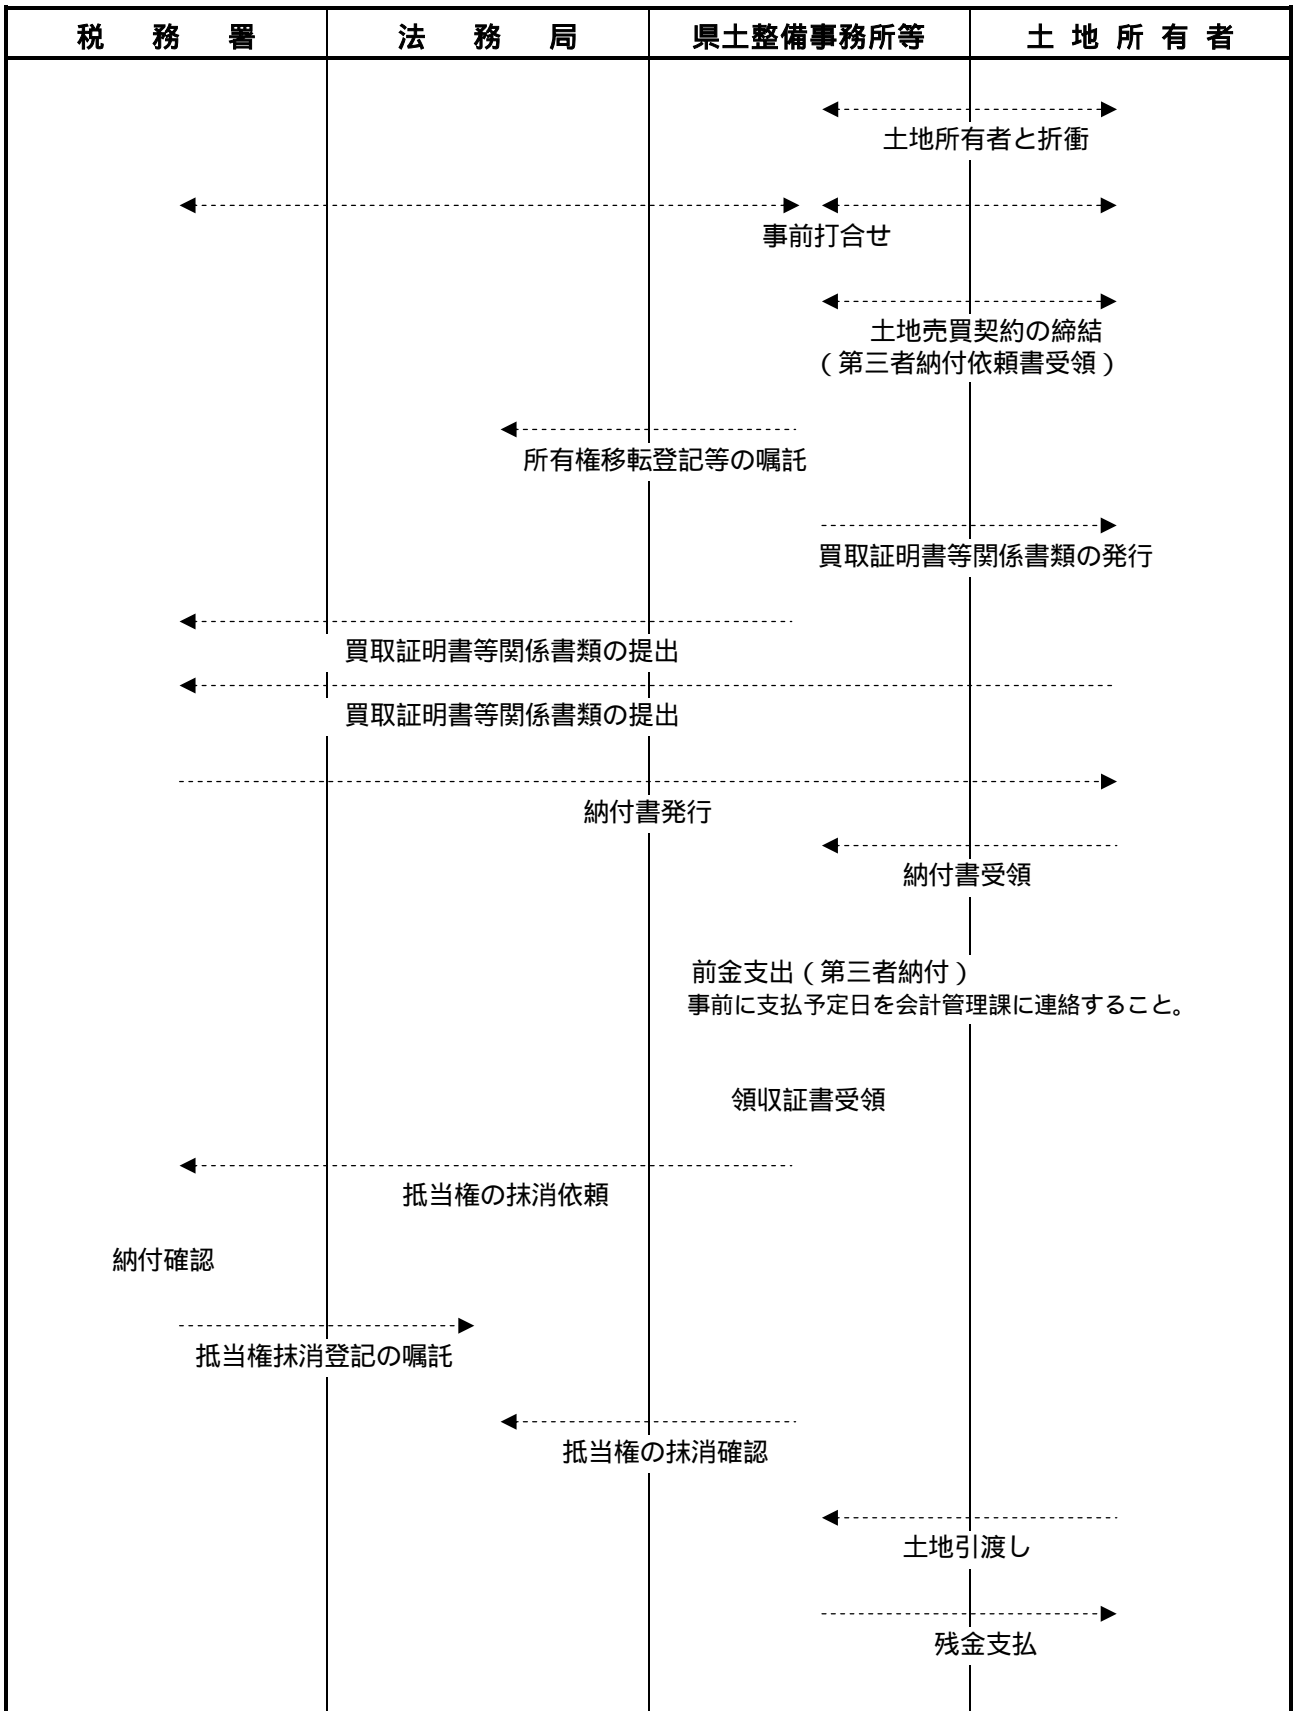 税務署 法務局 県土整備事務所等 土地所有者
土地所有者と折衝
事前打合せ
土地売買契約の締結
（第三者納付依頼書受領）
所有権移転登記等の嘱託
買取証明書等関係書類の発行
買取証明書等関係書類の提出
買取証明書等関係書類の提出
納付書発行
納付書受領
前金支出（第三者納付）
事前に支払予定日を会計管理課に連絡すること。
領収証書受領
抵当権の抹消依頼
納付確認
抵当権抹消登記の嘱託
抵当権の抹消確認
土地引渡し
残金支払